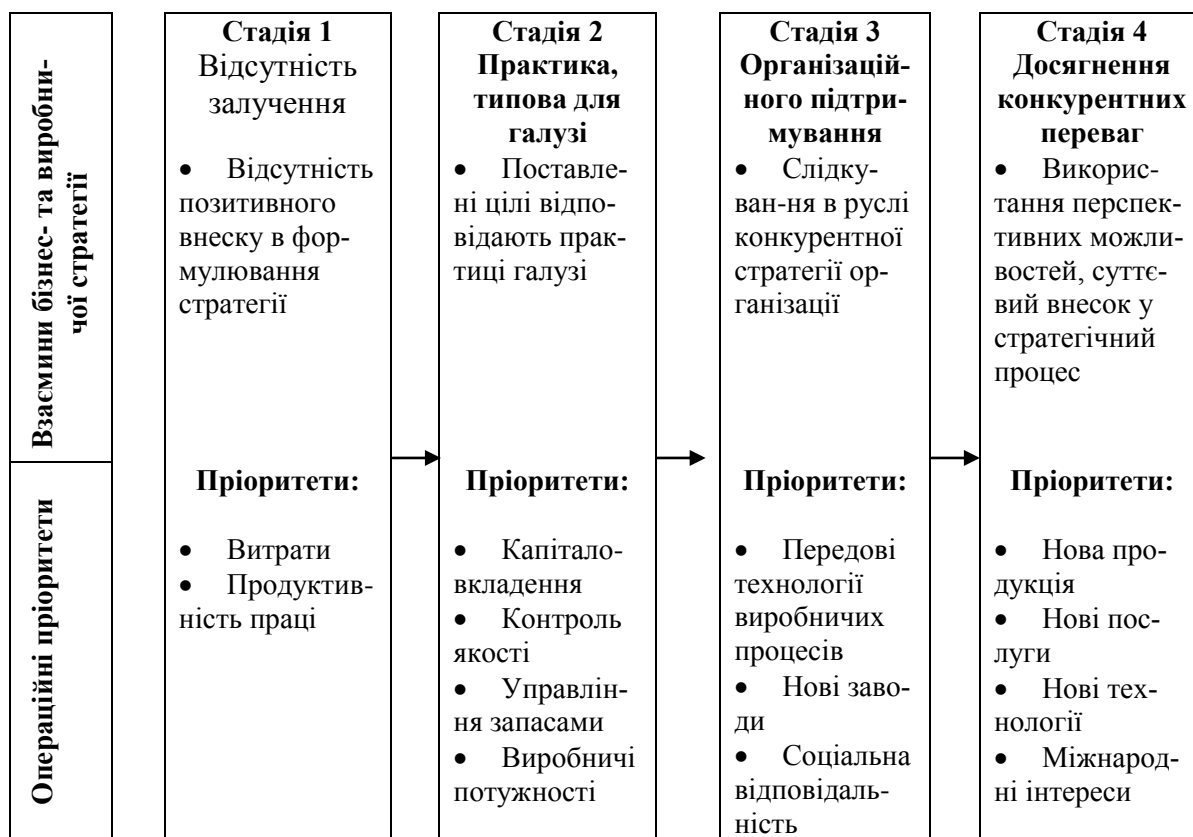 Взаємини бізнес- та виробни-
чої стратегії
Операційні пріоритети
Стадія 1
Відсутність
залучення
• Відсутність
позитивного
внеску в фор-
мулювання
стратегії
Пріоритети:
• Витрати
• Продуктив-
ність праці
Стадія 2
Практика,
типова для
галузі
• Поставле-
ні цілі відпо-
відають прак-
тиці галузі
Пріоритети:
• Капітало-
вкладення
• Контроль
якості
• Управлін-
ня запасами
• Виробничі
потужності
Стадія 3
Організацій-
ного підтри-
мування
• Слідку-
ван-ня в руслі
конкурентної
стратегії ор-
ганізації
Пріоритети:
• Передові
технології
виробничих
процесів
• Нові заво-
ди
• Соціальна
відповідаль-
ність
Стадія 4
Досягнення
конкурентних
переваг
• Викорис-
тання перспек-
тивних можли-
востей, суттє-
вий внесок у
стратегічний
процес
Пріоритети:
• Нова про-
дукція
• Нові пос-
луги
• Нові тех-
нології
• Міжнарод-
ні інтереси